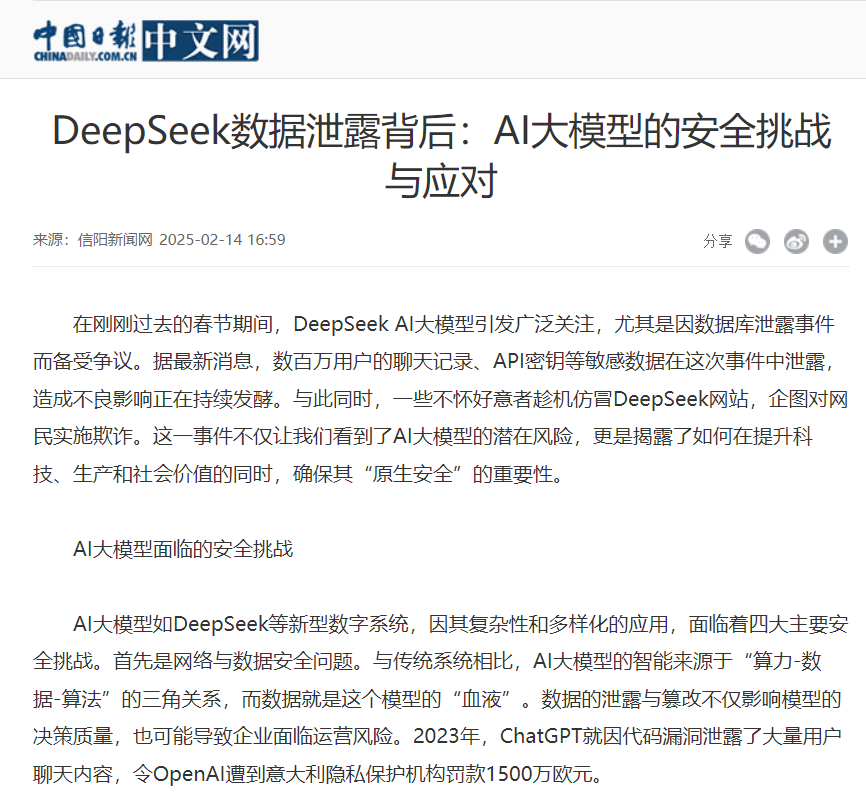 中国日报中文网
CHINADAILY.COM.CN
DeepSeek数据泄露背后：AI大模型的安全挑战
与应对
来源：信阳新闻网 2025-02-14 16:59
分享
在刚刚过去的春节期间，DeepSeek AI大模型引发广泛关注，尤其是因数据库泄露事件
而备受争议。据最新消息，数百万用户的聊天记录、API密钥等敏感数据在这次事件中泄露，
造成不良影响正在持续发酵。与此同时，一些不怀好意者趁机仿冒DeepSeek网站，企图对网
民实施欺诈。这一事件不仅让我们看到了AI大模型的潜在风险，更是揭露了如何在提升科
技、生产和社会价值的同时，确保其“原生安全”的重要性。
AI大模型面临的安全挑战
AI大模型如DeepSeek等新型数字系统，因其复杂性和多样化的应用，面临着四大主要安
全挑战。首先是网络与数据安全问题。与传统系统相比，AI大模型的智能来源于“算力-数
据-算法”的三角关系，而数据就是这个模型的“血液”。数据的泄露与篡改不仅影响模型的
决策质量，也可能导致企业面临运营风险。2023年，ChatGPT就因代码漏洞泄露了大量用户
聊天内容，令OpenAI遭到意大利隐私保护机构罚款1500万欧元。